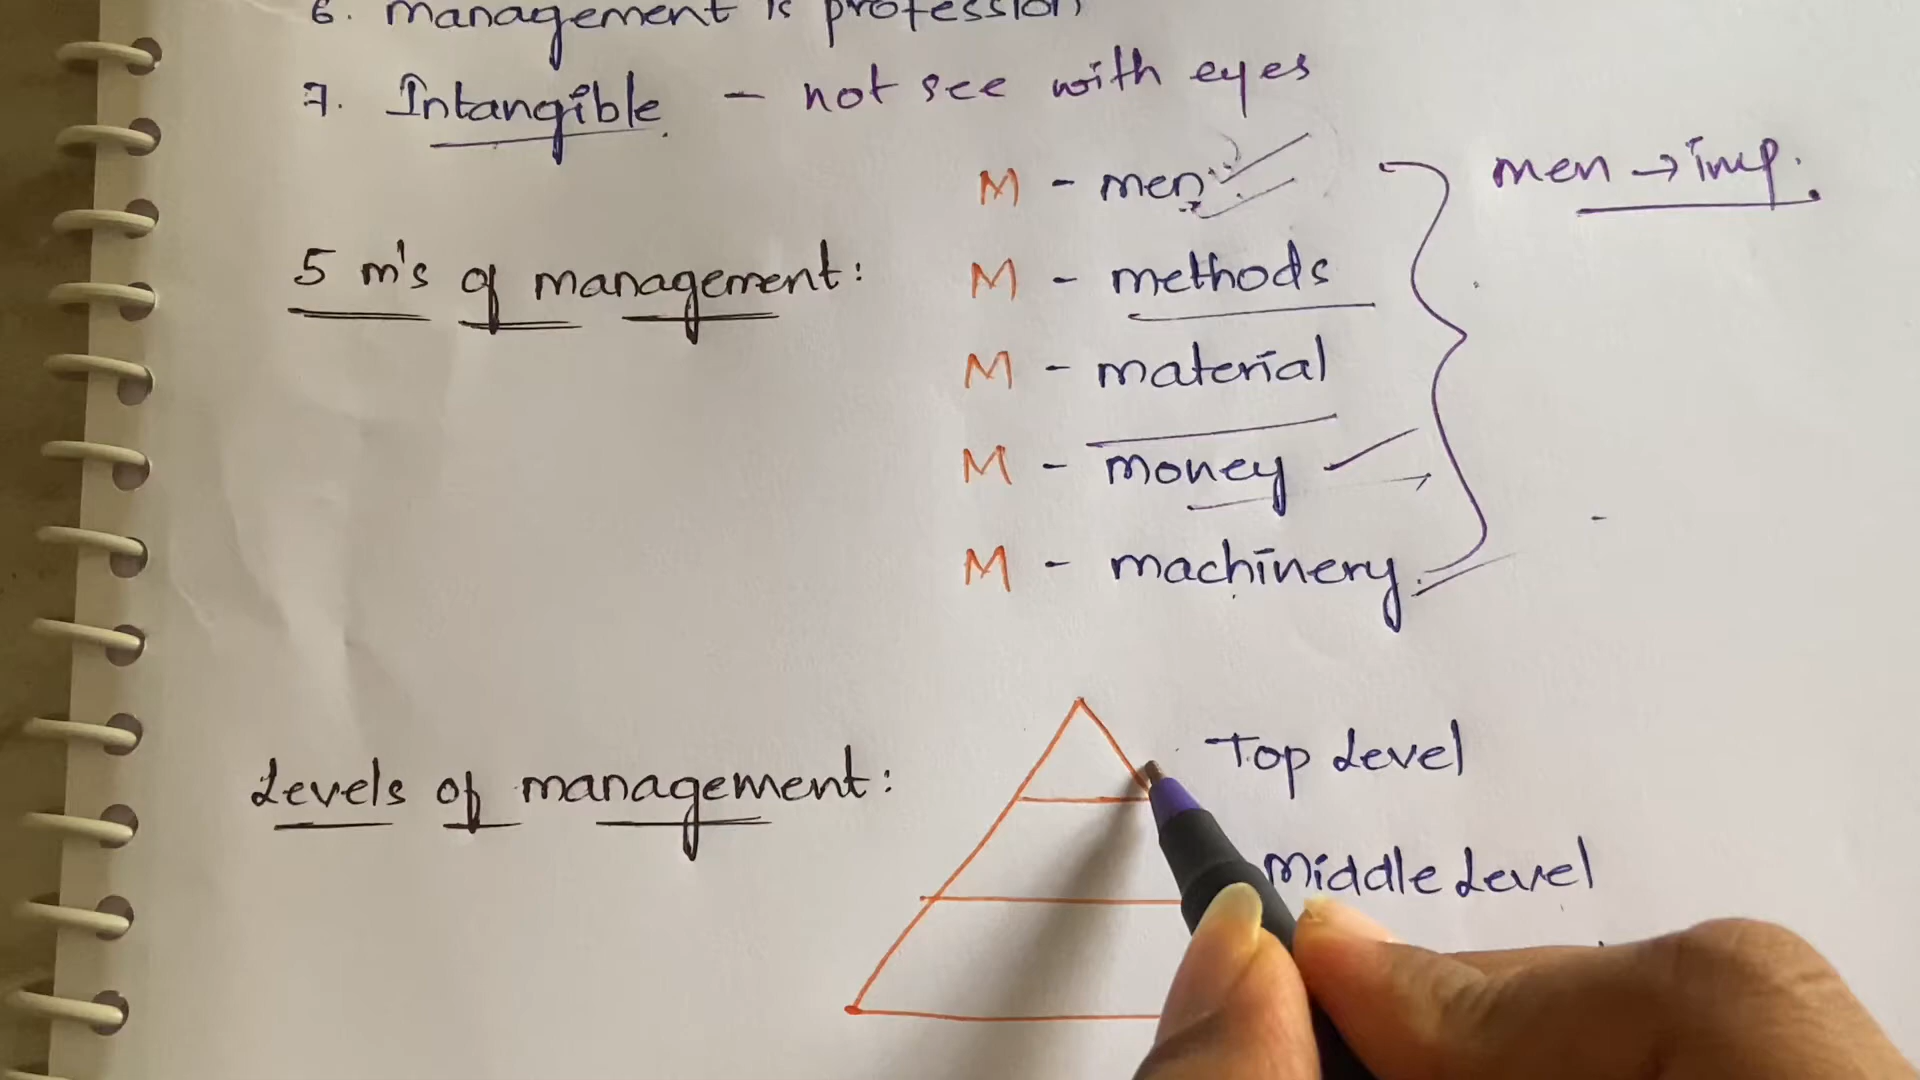 6. management is profession
7. Intangible - not see with eyes
M - men
men → imp.
5 m's of management:
M - methods
M - material
M - money
M - machinery
Levels of management:
Top Level
Middle Level